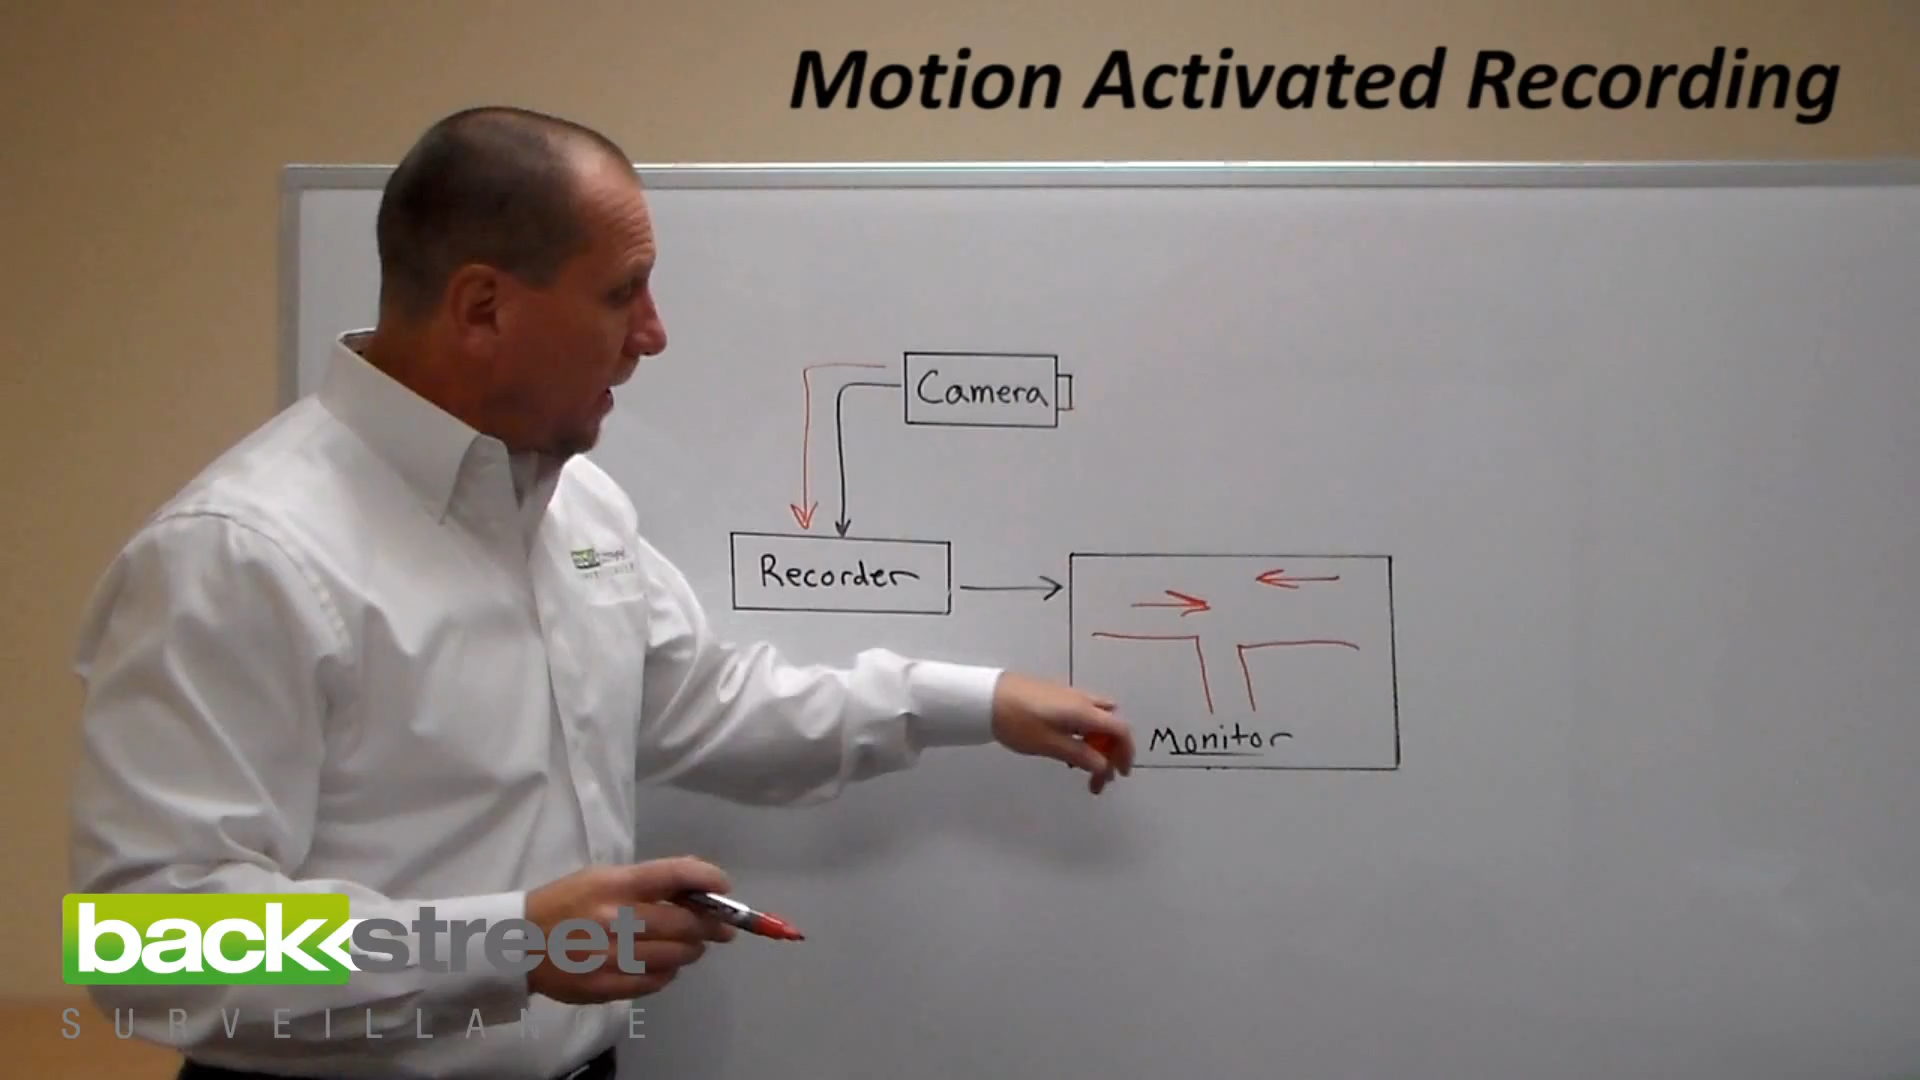 Motion Activated Recording
Camera
Recorder
Monitor
backstreet
SURVEILLANCE